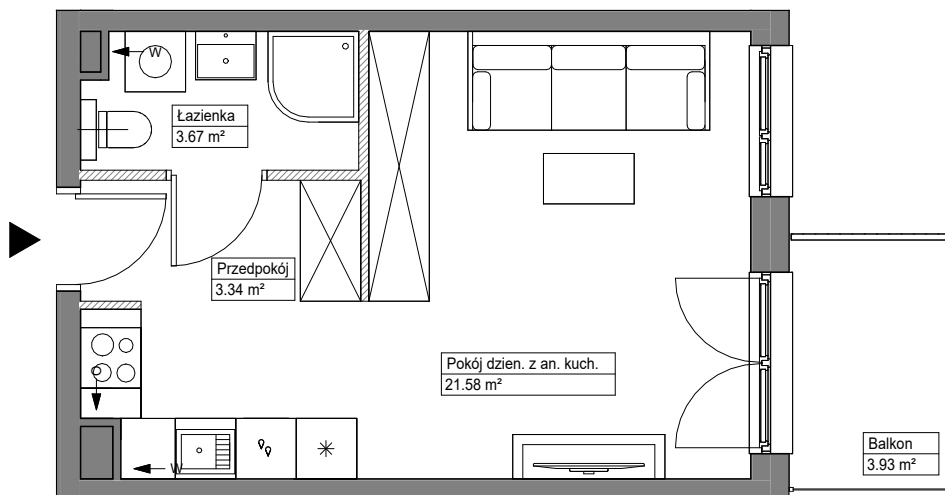 W
Łazienka
3.67 m²
Przedpokój
3.34 m²
O
Pokój dzien. z an. kuch.
21.58 m²
Balkon
3.93 m²
W